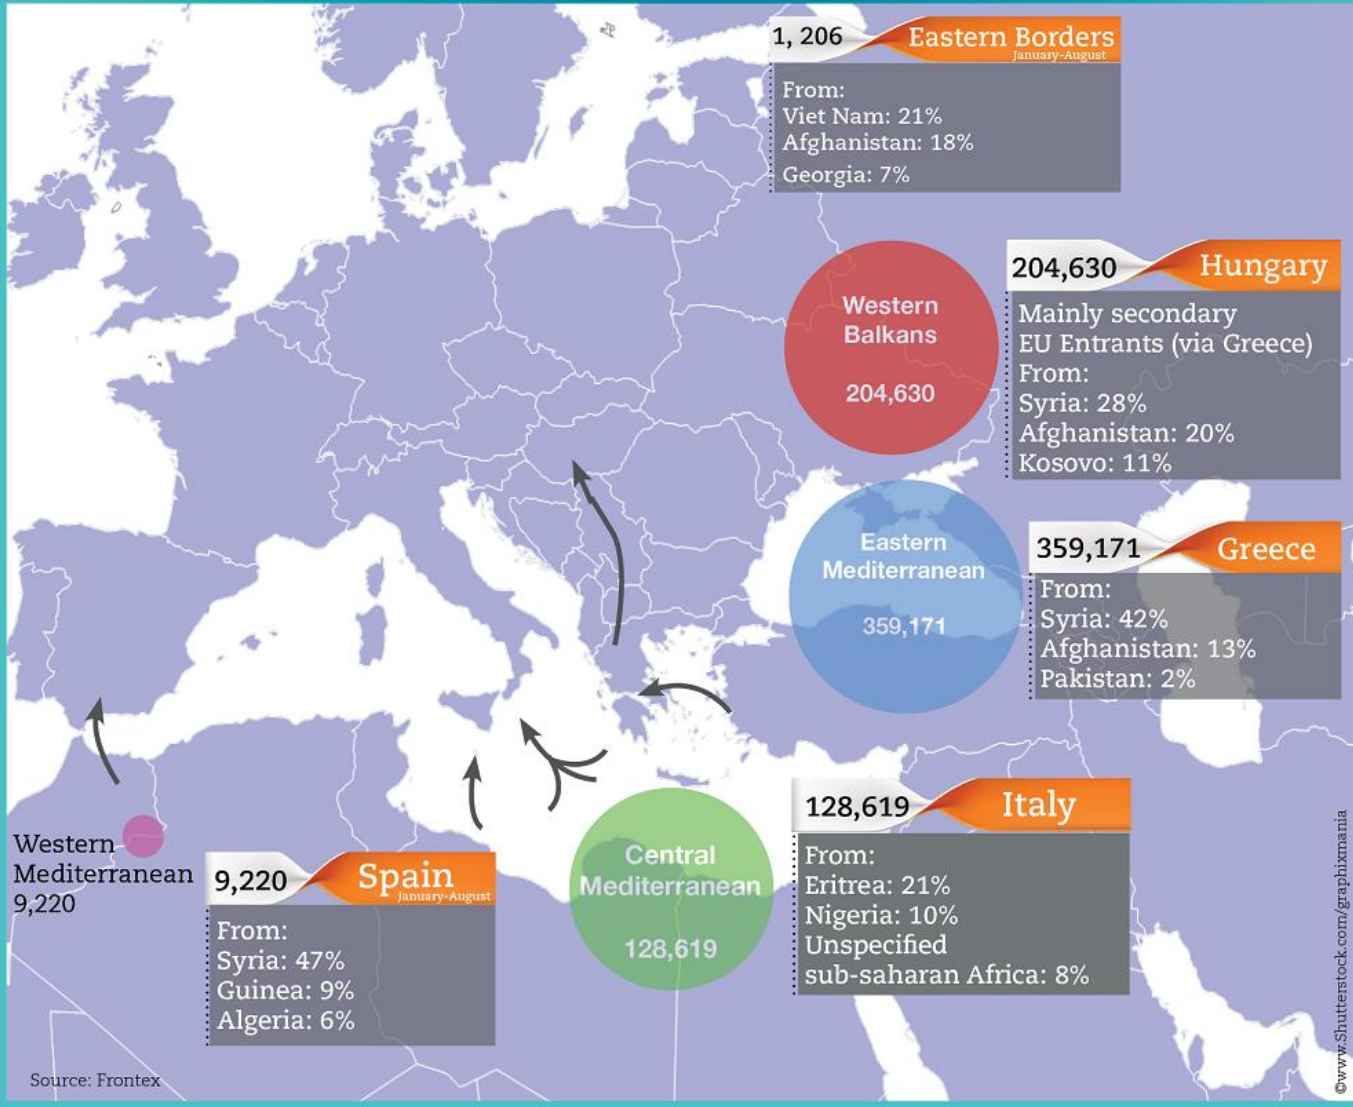 1, 206
Eastern Borders
January-August
From:
Viet Nam: 21%
Afghanistan: 18%
Georgia: 7%
Western
Balkans
204,630
204,630
Hungary
Mainly secondary
EU Entrants (via Greece)
From:
Syria: 28%
Afghanistan: 20%
Kosovo: 11%
Eastern
Mediterranean
359,171
359,171
Greece
From:
Syria: 42%
Afghanistan: 13%
Pakistan: 2%
Western
Mediterranean
9,220
9,220
Spain
January-August
From:
Syria: 47%
Guinea: 9%
Algeria: 6%
Central
Mediterranean
128,619
128,619
Italy
From:
Eritrea: 21%
Nigeria: 10%
Unspecified
sub-saharan Africa: 8%
Source: Frontex
©www.Shutterstock.com/graphixmania